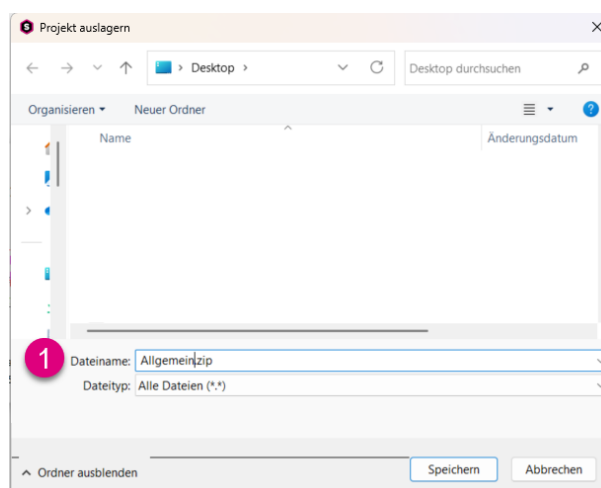 Projekt auslagern
Desktop
Desktop durchsuchen
Organisieren
Neuer Ordner
Name
Änderungsdatum
1
Dateiname: Allgemein.zip
Dateityp: Alle Dateien (*.*)
Ordner ausblenden
Speichern
Abbrechen